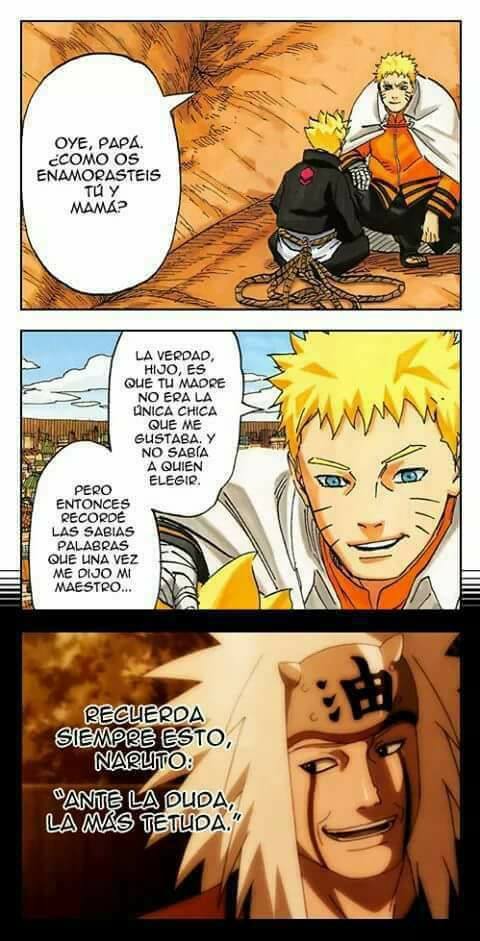 OYE, PAPÁ.
¿COMO OS
ENAMORASTEIS
TÚ Y
MAMÁ?
LA VERDAD,
HIJO, ES
QUE TU MADRE
NO ERA LA
ÚNICA CHICA
QUE ME
GUSTABA. Y
NO SABÍA
A QUIEN
ELEGIR.
PERO
ENTONCES
RECORDÉ
LAS SABIAS
PALABRAS
QUE UNA VEZ
ME DIJO MI
MAESTRO...
油
RECUERDA
SIEMPRE ESTO,
NARUTO:
"ANTE LA DUDA,
LA MÁS TETUDA."